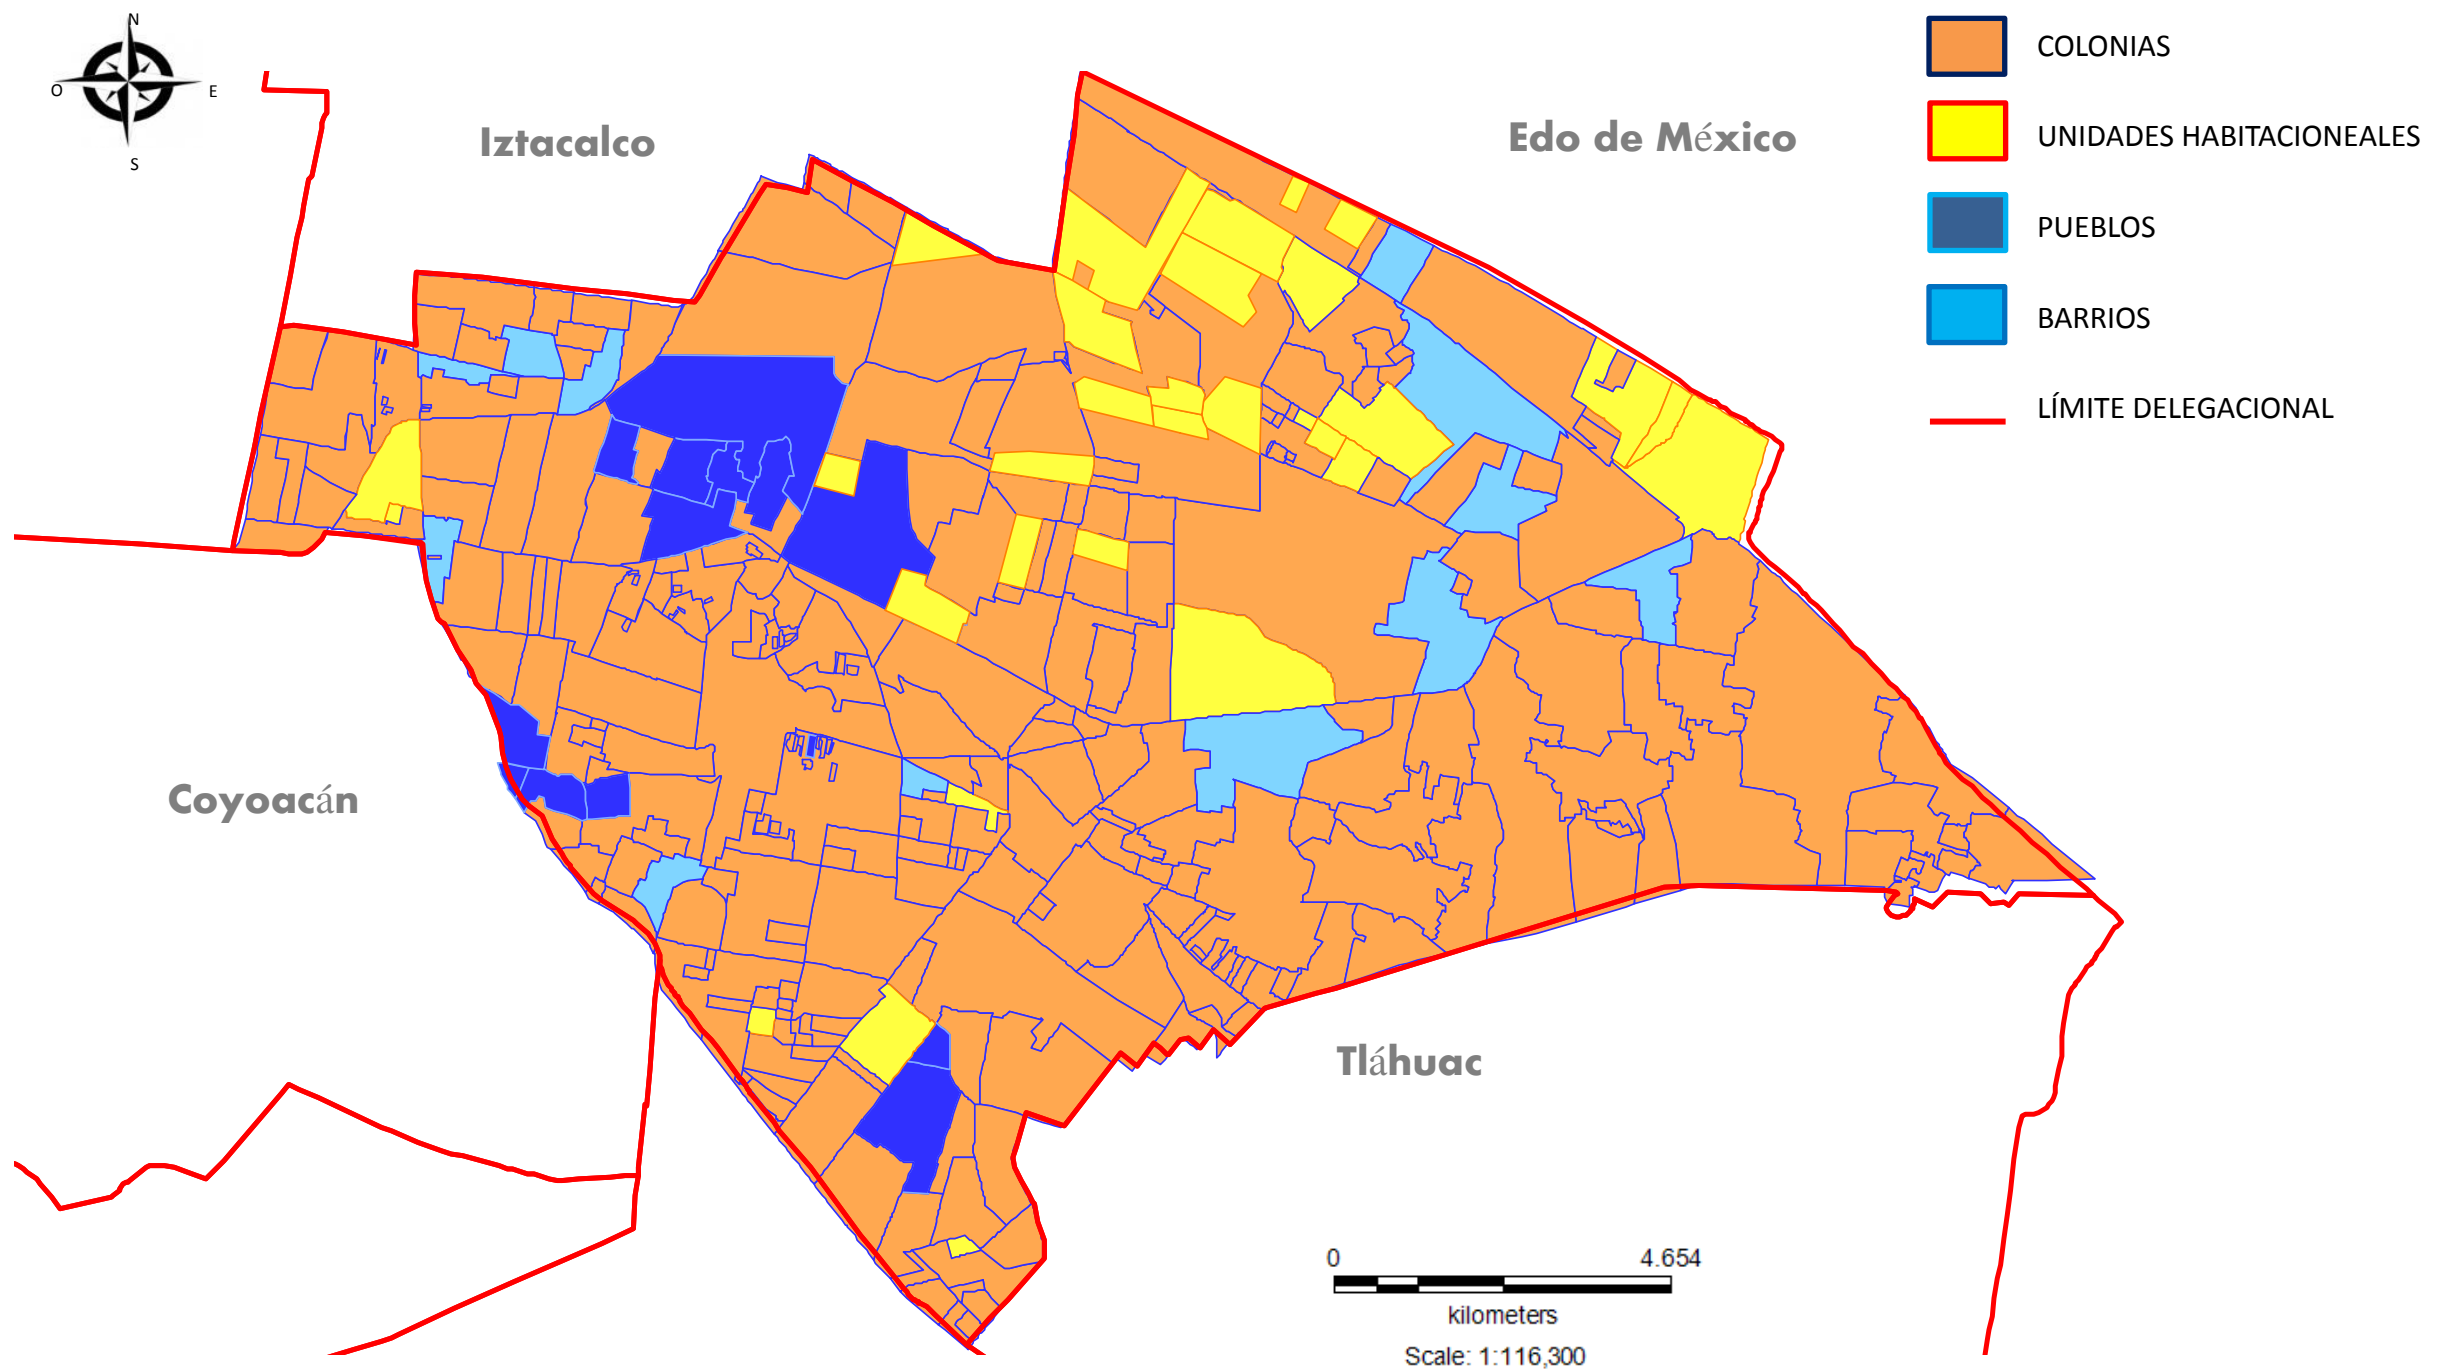 N
O
E
S
Iztacalco
Edo de México
Coyoacán
Tláhuac
COLONIAS
UNIDADES HABITACIONEALES
PUEBLOS
BARRIOS
LÍMITE DELEGACIONAL
0 4.654
kilometers
Scale: 1:116,300